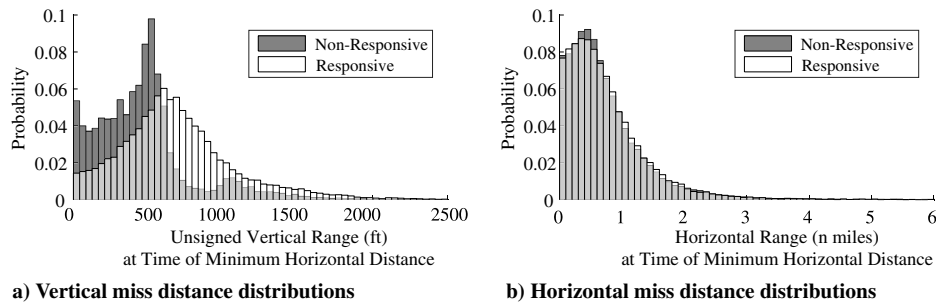 0.1
0.08
0.06
0.04
0.02
0
Probability
Non-Responsive
Responsive
0 500 1000 1500 2000 2500
Unsigned Vertical Range (ft)
at Time of Minimum Horizontal Distance
a) Vertical miss distance distributions
0.1
0.08
0.06
0.04
0.02
0
Probability
Non-Responsive
Responsive
0 1 2 3 4 5 6
Horizontal Range (n miles)
at Time of Minimum Horizontal Distance
b) Horizontal miss distance distributions